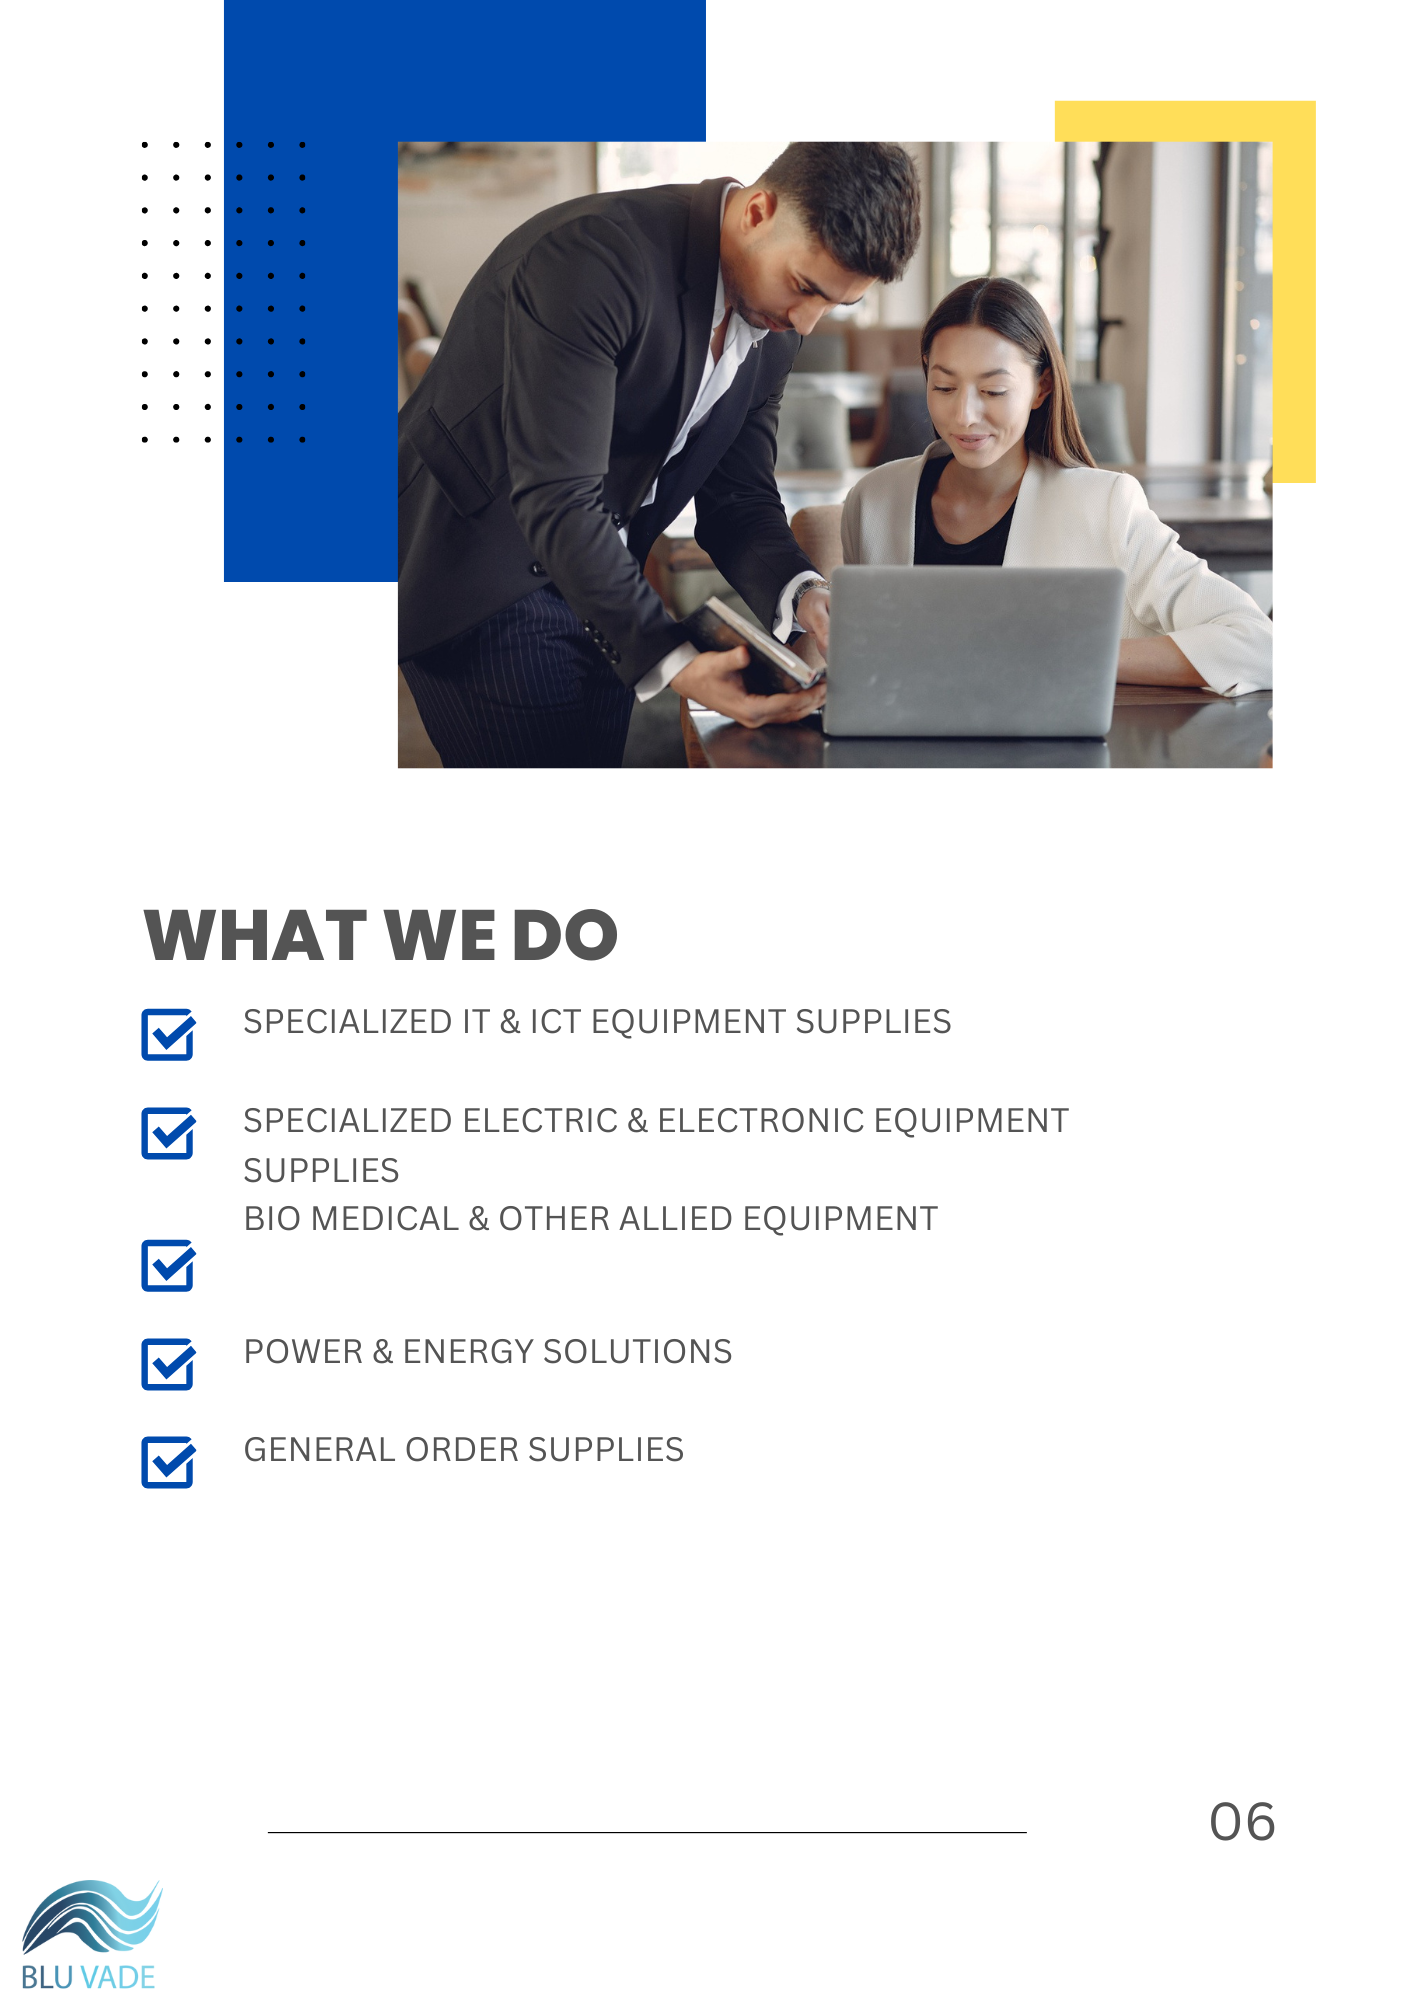 WHAT WE DO
SPECIALIZED IT & ICT EQUIPMENT SUPPLIES
SPECIALIZED ELECTRIC & ELECTRONIC EQUIPMENT
SUPPLIES
BIO MEDICAL & OTHER ALLIED EQUIPMENT
POWER & ENERGY SOLUTIONS
GENERAL ORDER SUPPLIES
06
BLU VADE